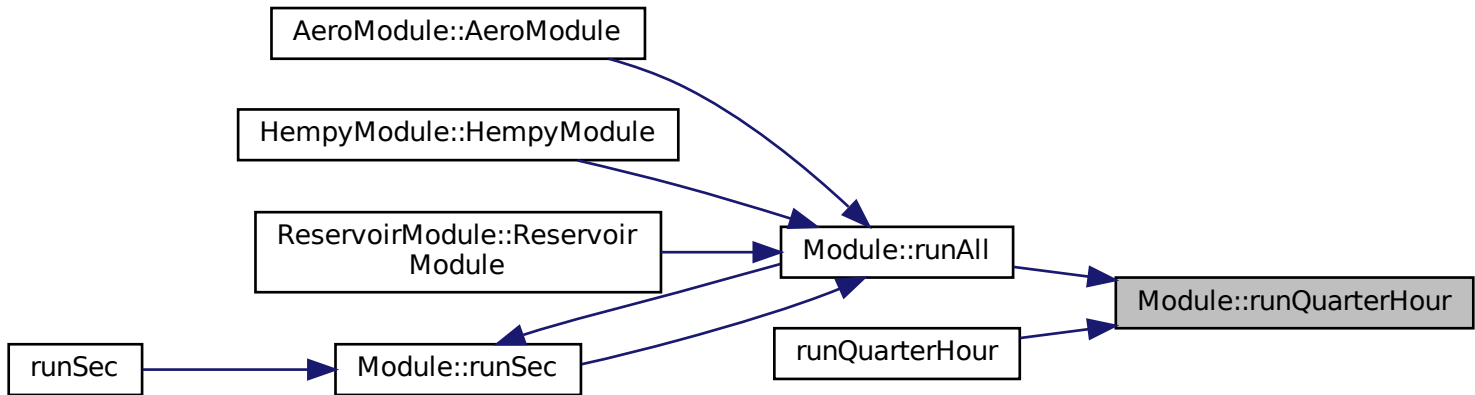 AeroModule::AeroModule
HempyModule::HempyModule
ReservoirModule::Reservoir
Module
Module::runAll
Module::runQuarterHour
runQuarterHour
Module::runSec
runSec